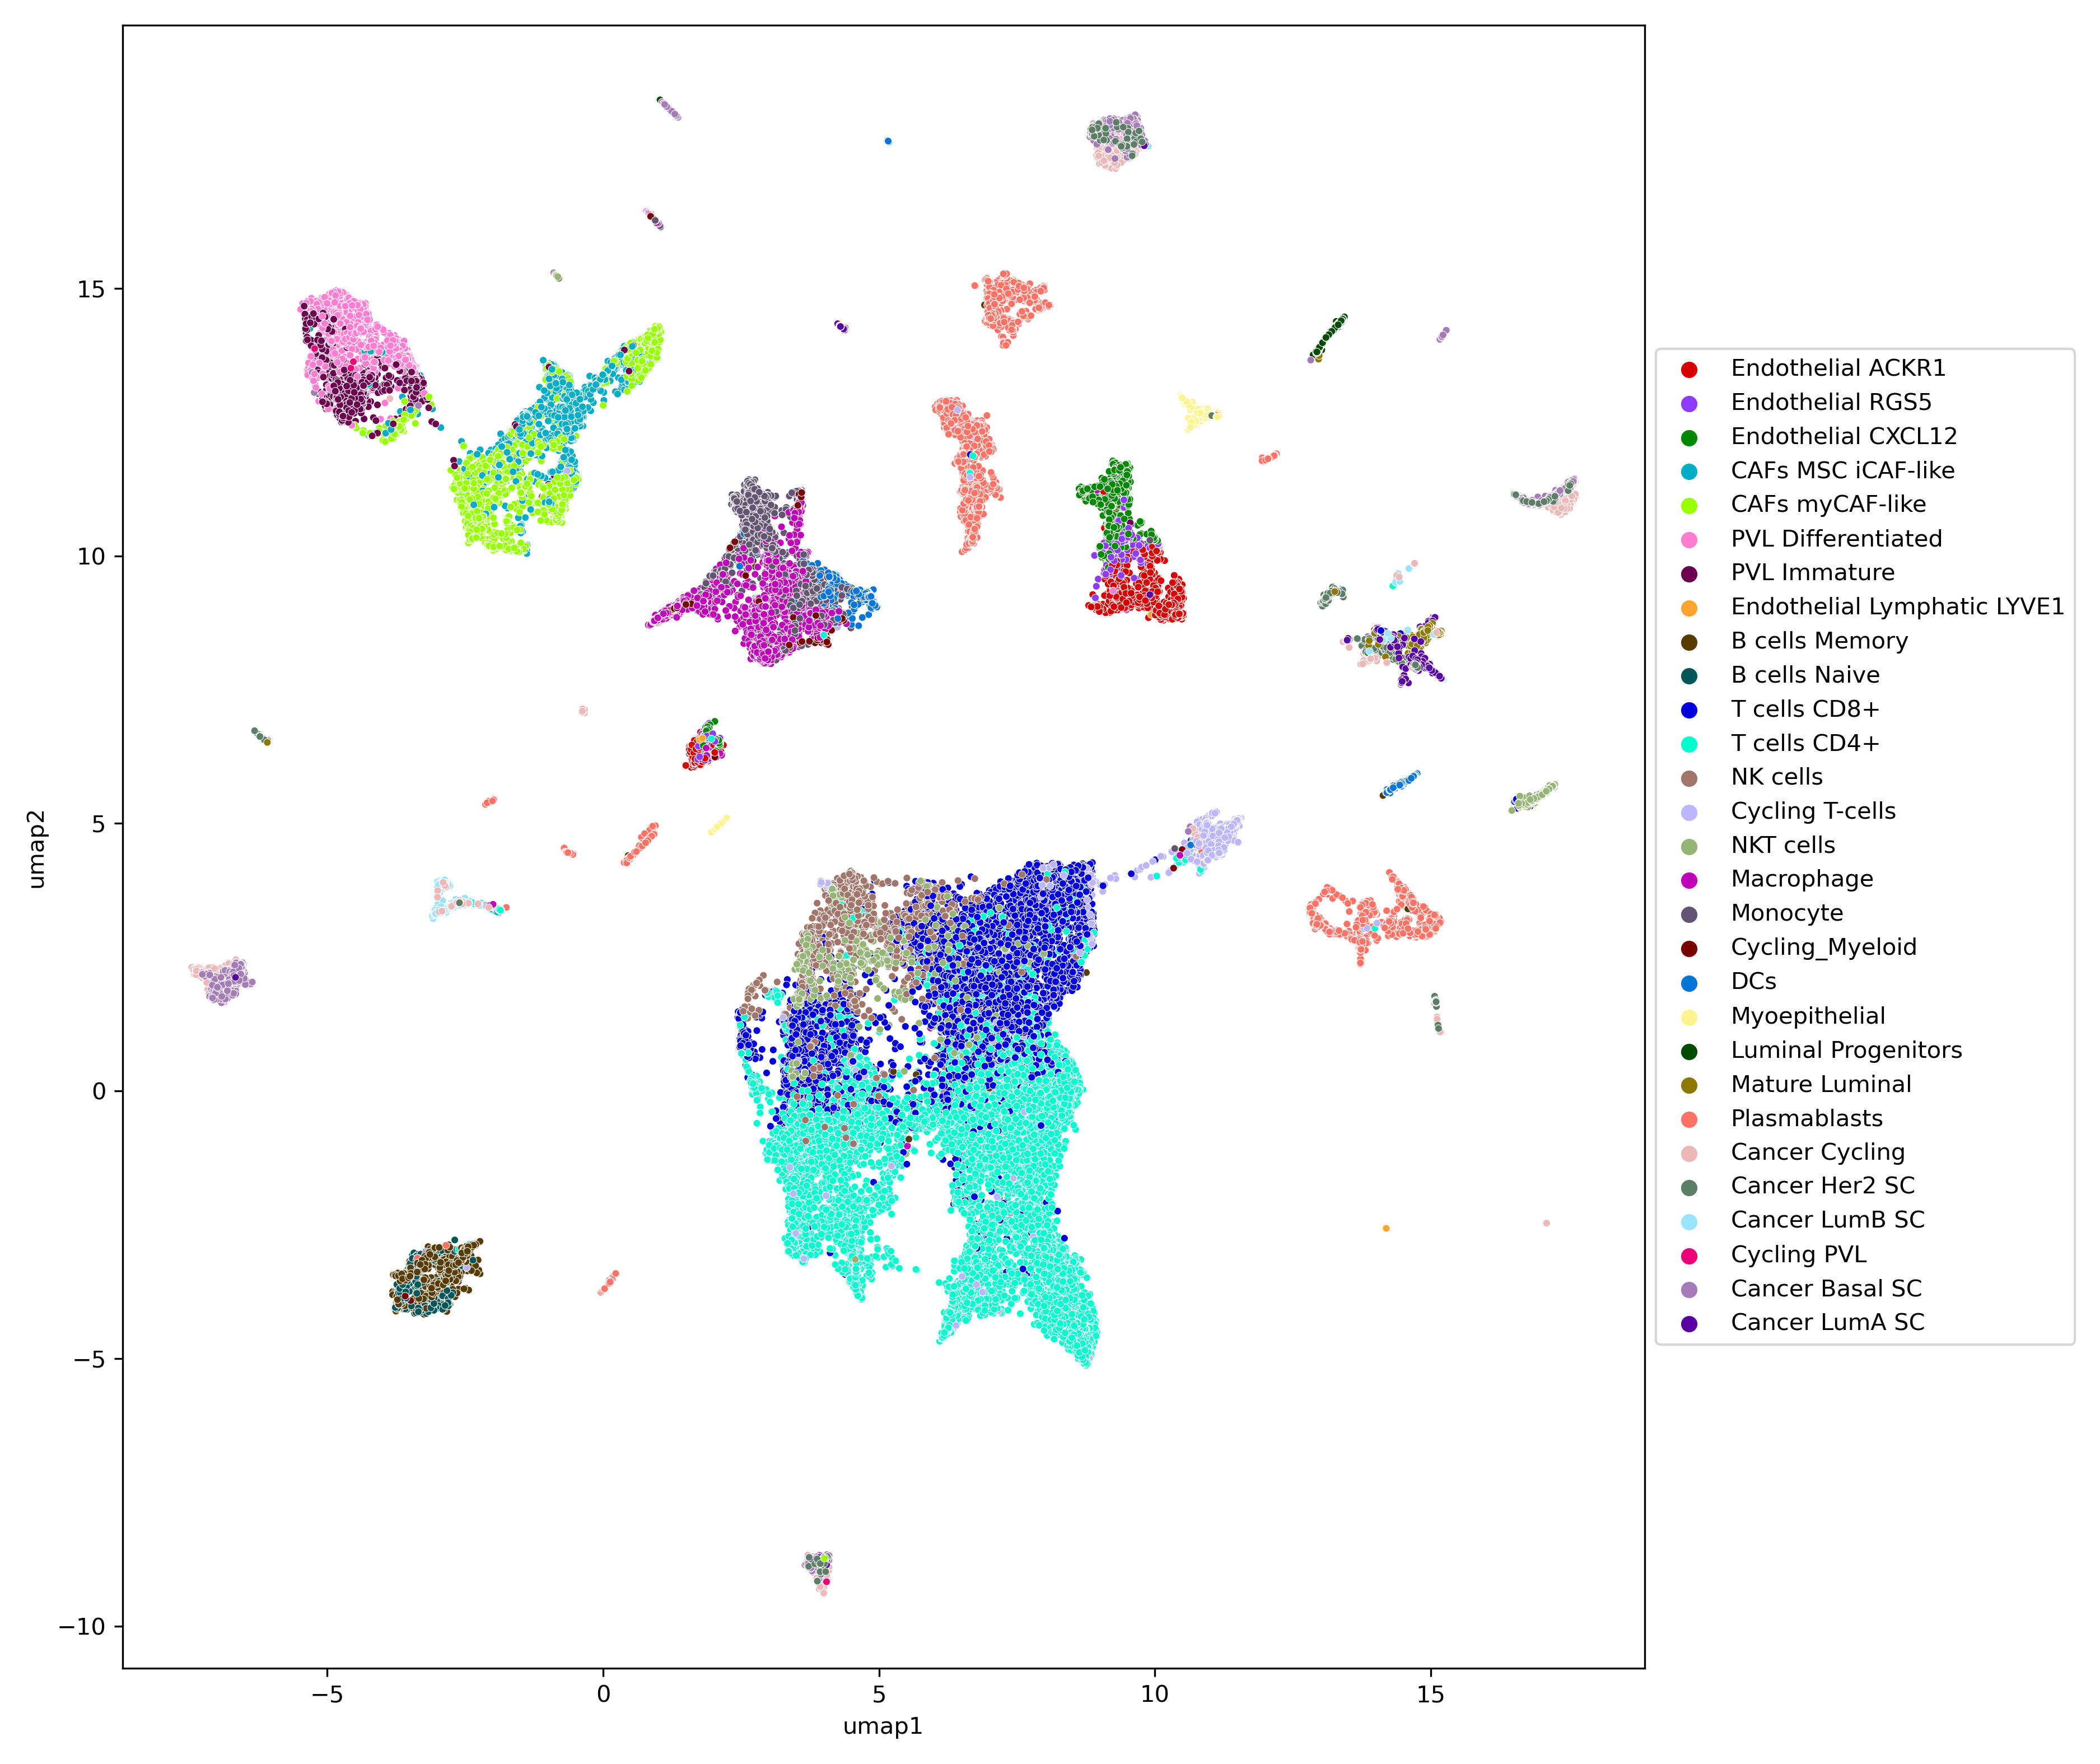 15
10
5
0
−5
−10
umap2
−5
0
5
10
15
umap1
Endothelial ACKR1
Endothelial RGS5
Endothelial CXCL12
CAFs MSC iCAF-like
CAFs myCAF-like
PVL Differentiated
PVL Immature
Endothelial Lymphatic LYVE1
B cells Memory
B cells Naive
T cells CD8+
T cells CD4+
NK cells
Cycling T-cells
NKT cells
Macrophage
Monocyte
Cycling_Myeloid
DCs
Myoepithelial
Luminal Progenitors
Mature Luminal
Plasmablasts
Cancer Cycling
Cancer Her2 SC
Cancer LumB SC
Cycling PVL
Cancer Basal SC
Cancer LumA SC